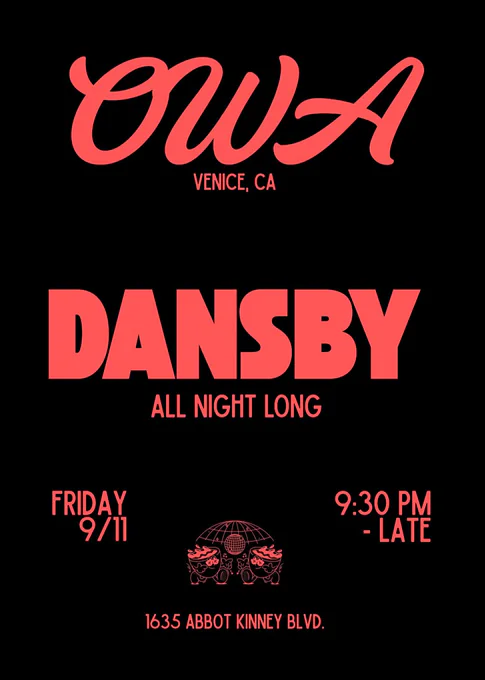 OWA
VENICE, CA
DANSBY
ALL NIGHT LONG
FRIDAY
9/11
9:30 PM
- LATE
1635 ABBOT KINNEY BLVD.